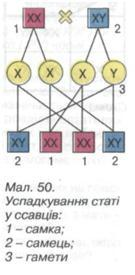 1 XX XY 2
X X X Y 3
XY XX XX XY
2 1 1 2
Мал. 50.
Успадкування статі
у ссавців:
1 – самка;
2 – самець;
3 – гамети